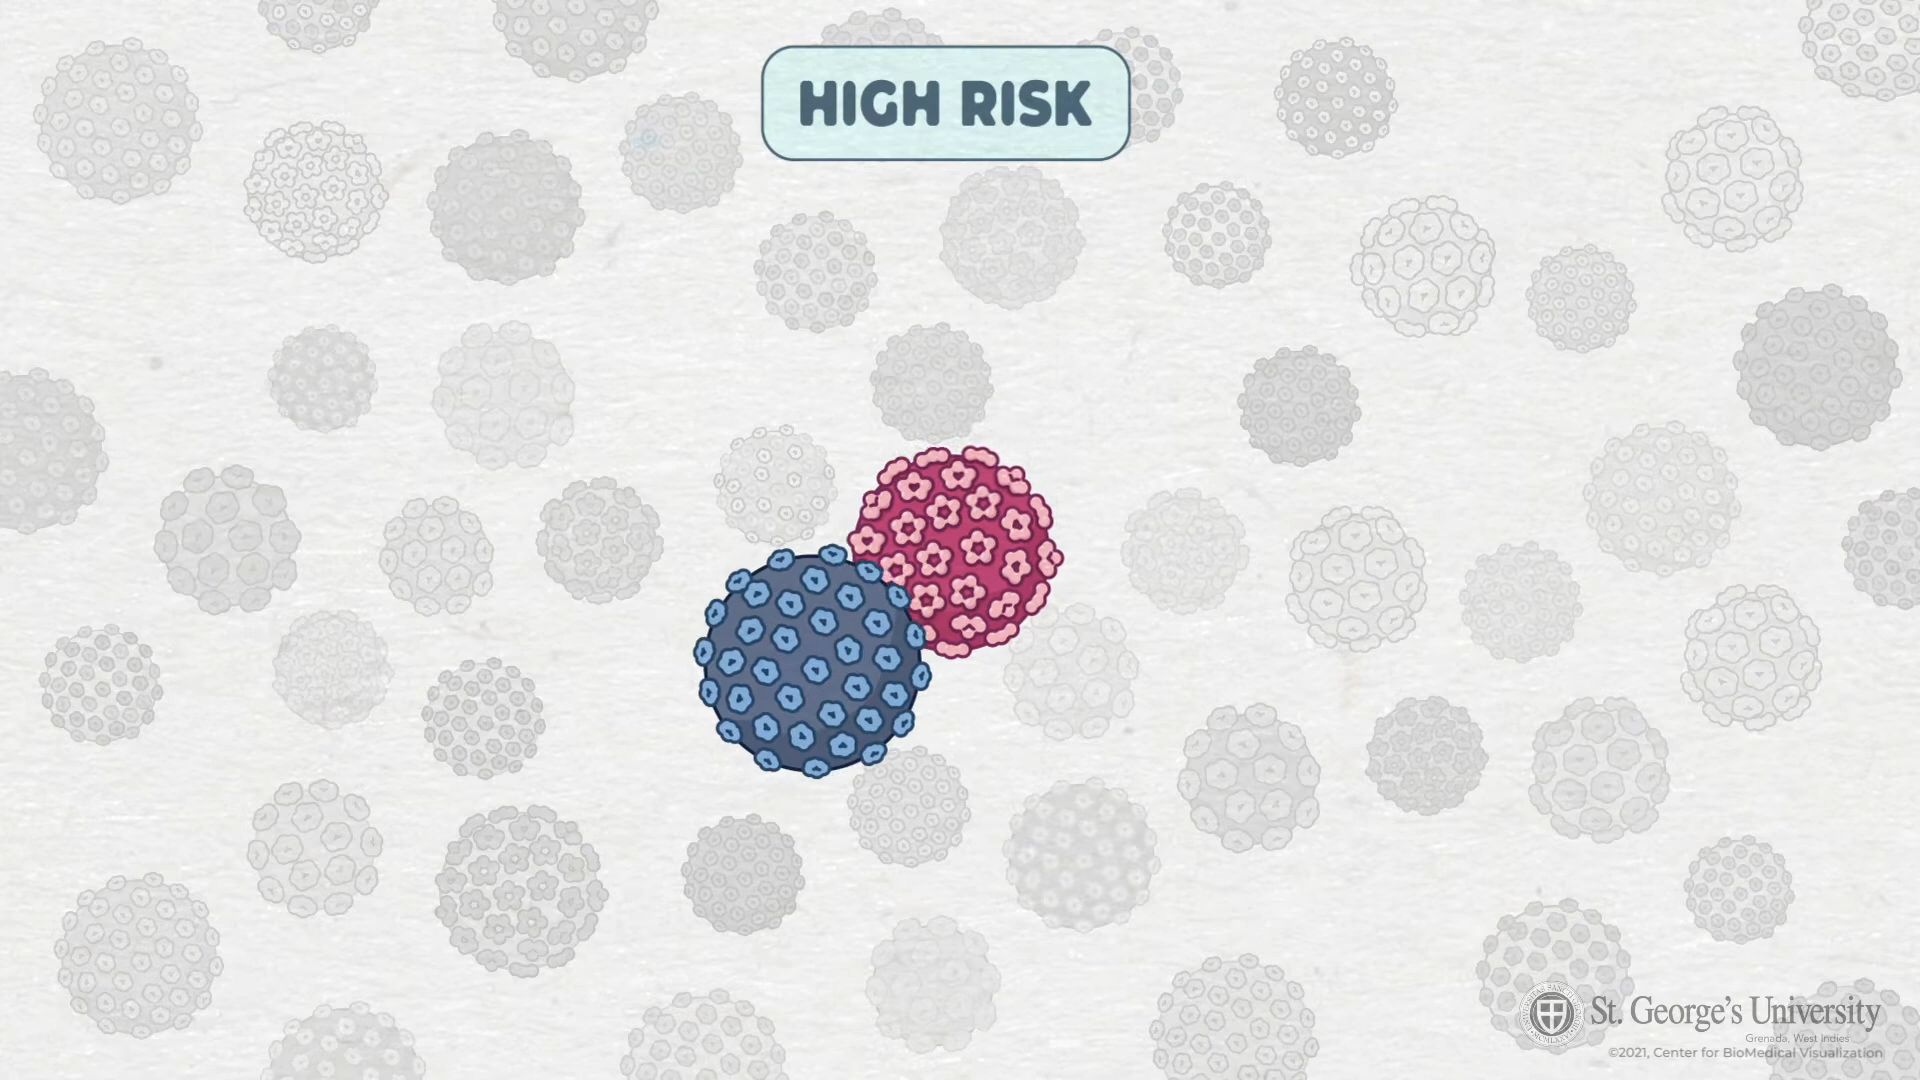 HIGH RISK
St. George's University
Grenada, West Indies
©2021, Center for BioMedical Visualization